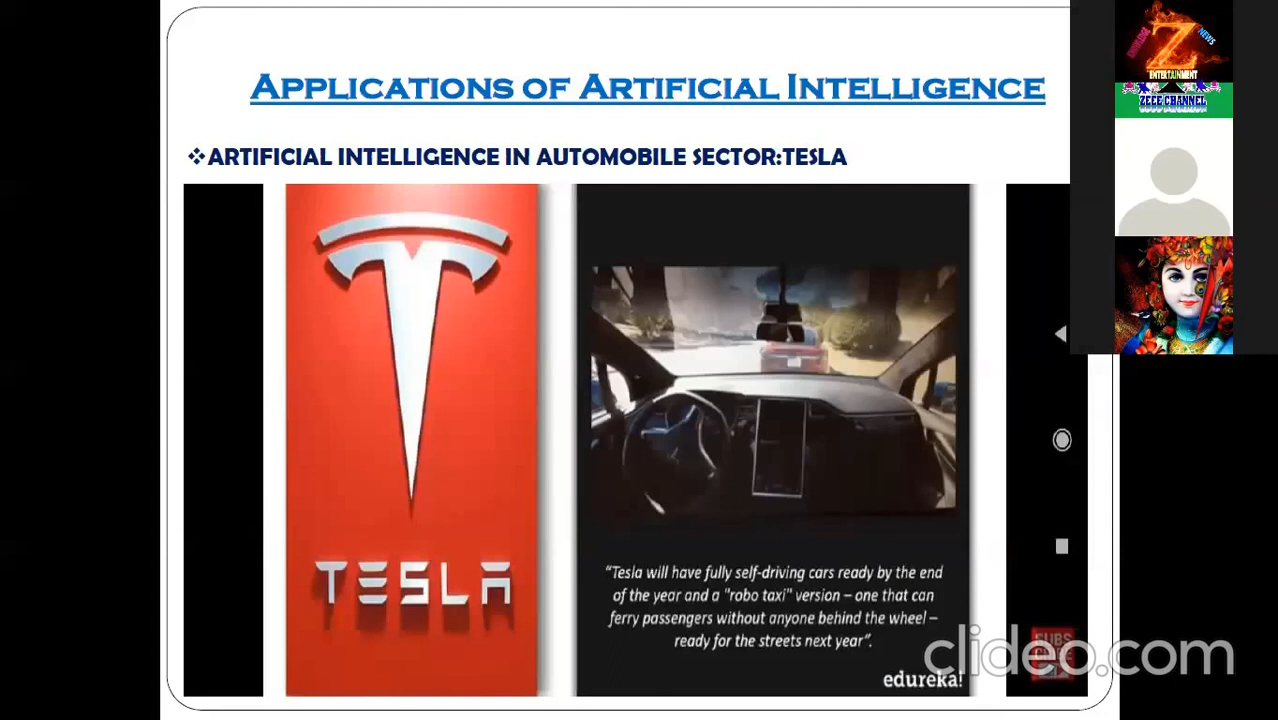 APPLICATIONS OF ARTIFICIAL INTELLIGENCE
❖ARTIFICIAL INTELLIGENCE IN AUTOMOBILE SECTOR:TESLA
TESLA
"Tesla will have fully self-driving cars ready by the end
of the year and a "robo taxi" version – one that can
ferry passengers without anyone behind the wheel –
ready for the streets next year".
edureka!
clideo.com
Z
NEWS
ENTERTAINMENT
ZEEE CHANNEL